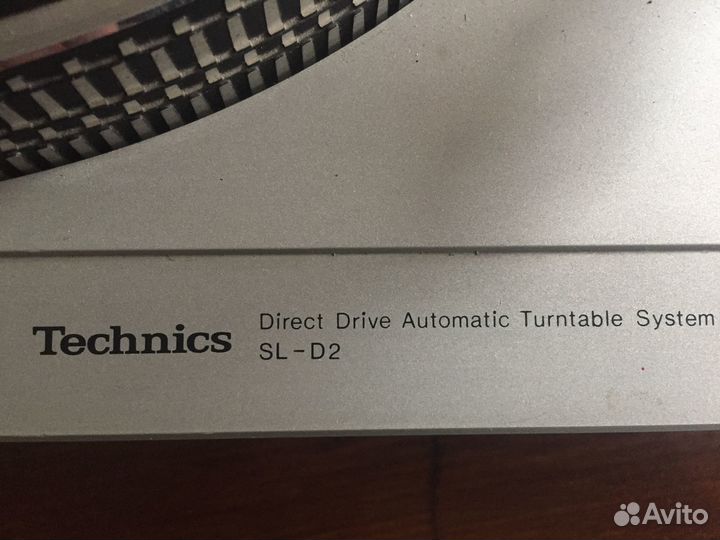 Technics
Direct Drive Automatic Turntable System
SL-D2
Avito